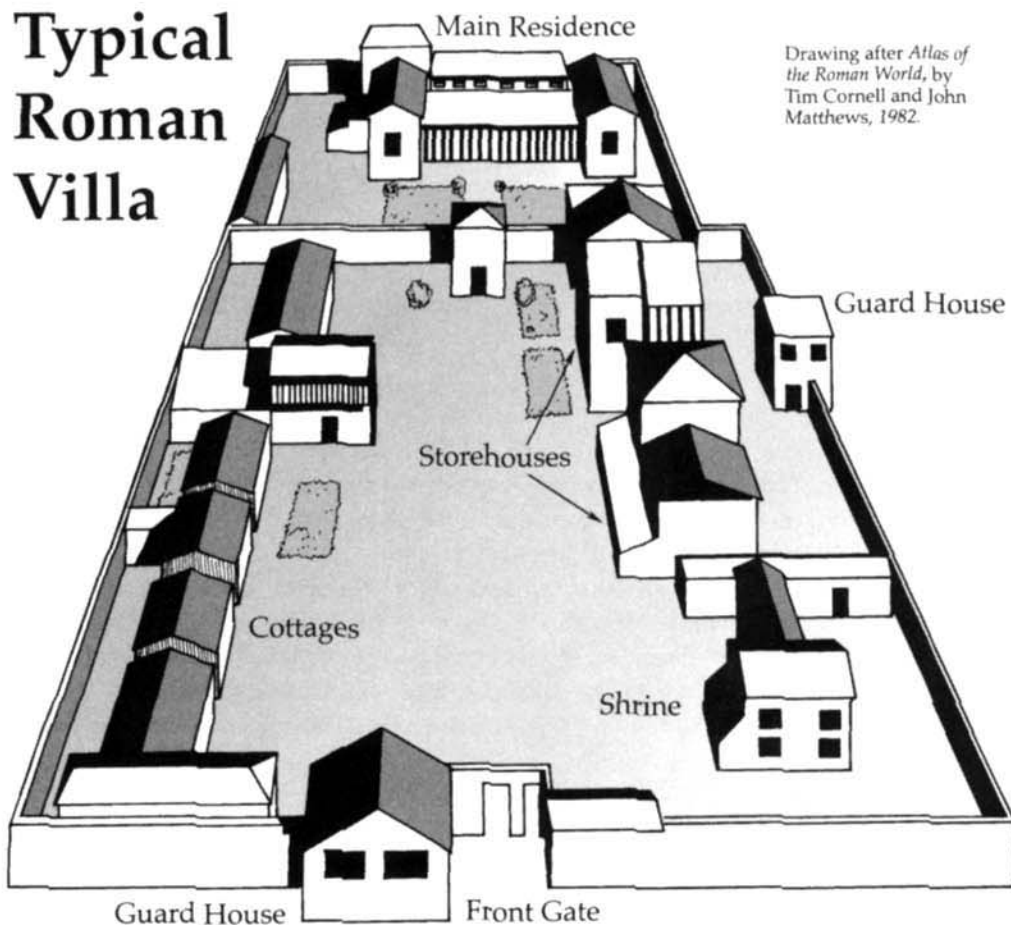 Typical
Roman
Villa
Main Residence
Drawing after Atlas of
the Roman World, by
Tim Cornell and John
Matthews, 1982.
Guard House
Storehouses
Cottages
Shrine
Guard House
Front Gate